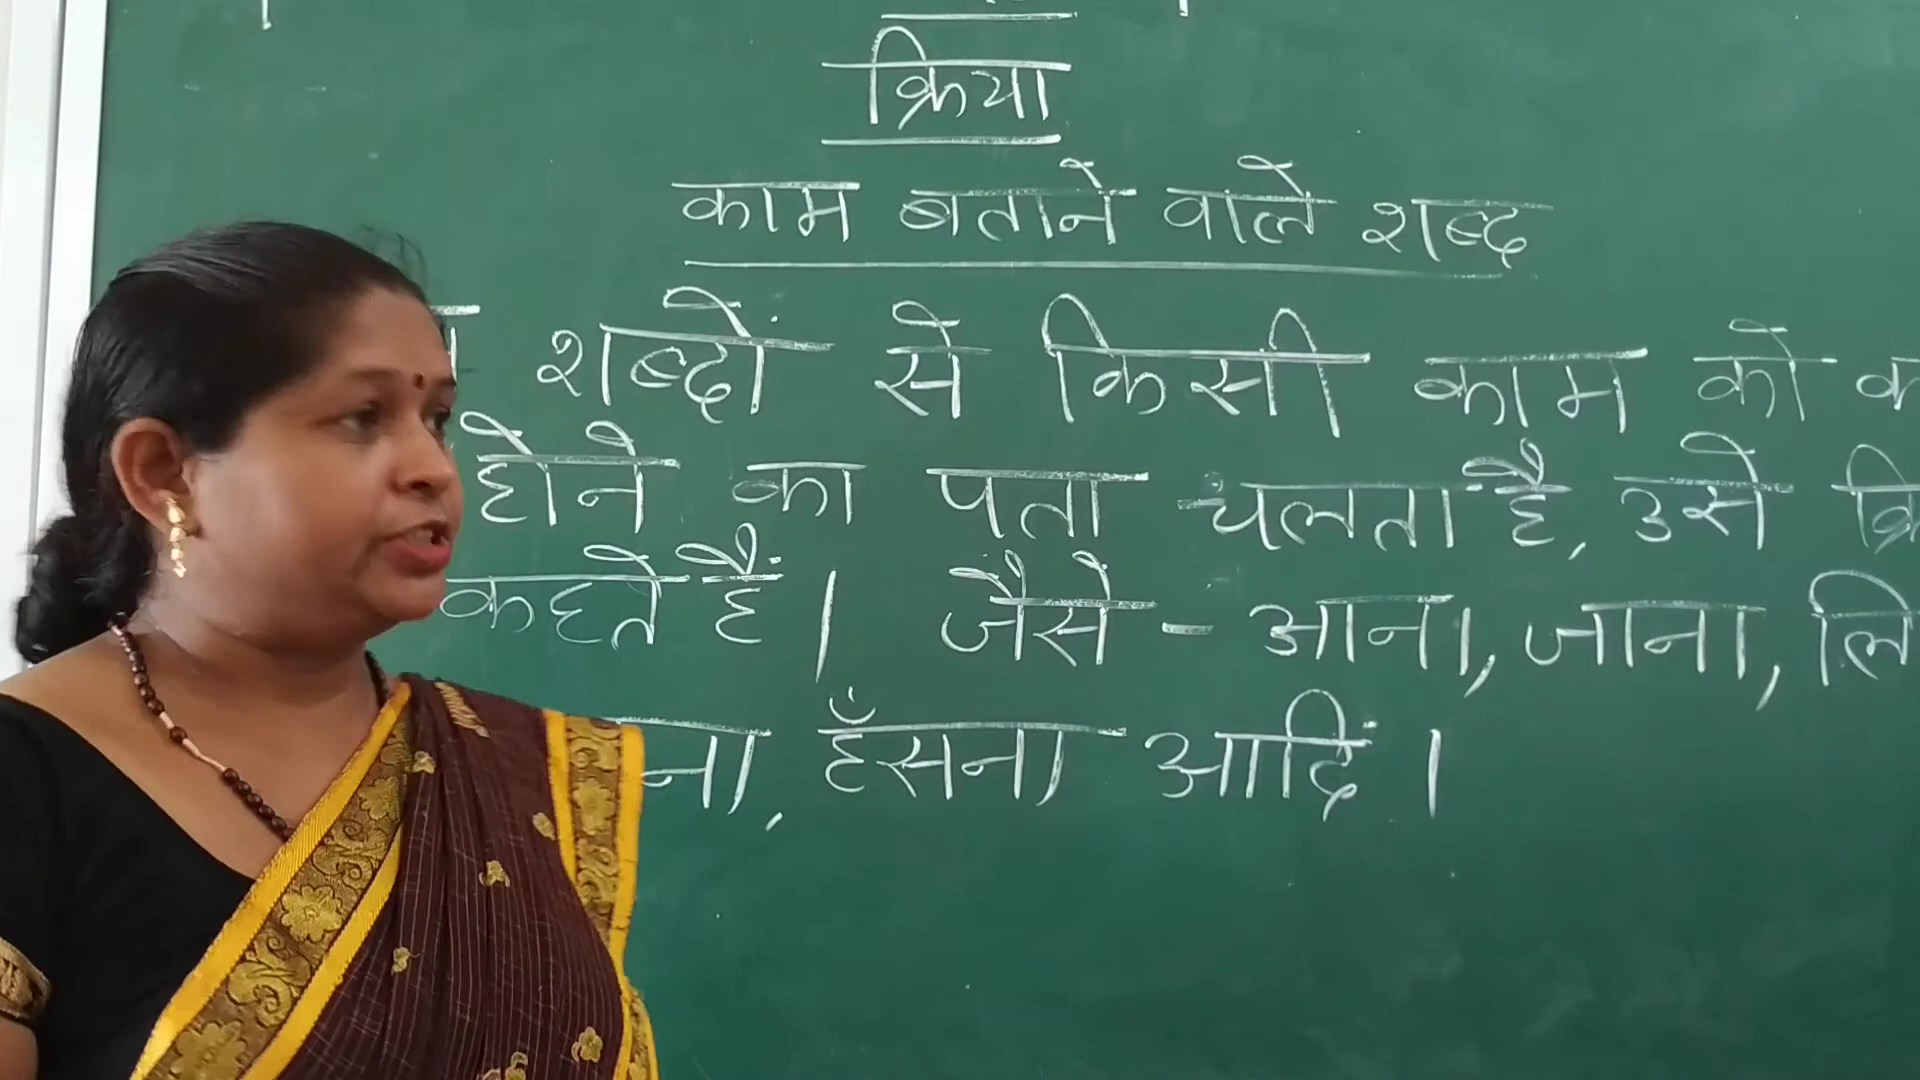 क्रिया
काम बताने वाले शब्द
शब्दों से किसी काम को
होने का पता चलता है, उसे
कहते हैं। जैसे - आना, जाना, लि
ना, हँसना आदि।